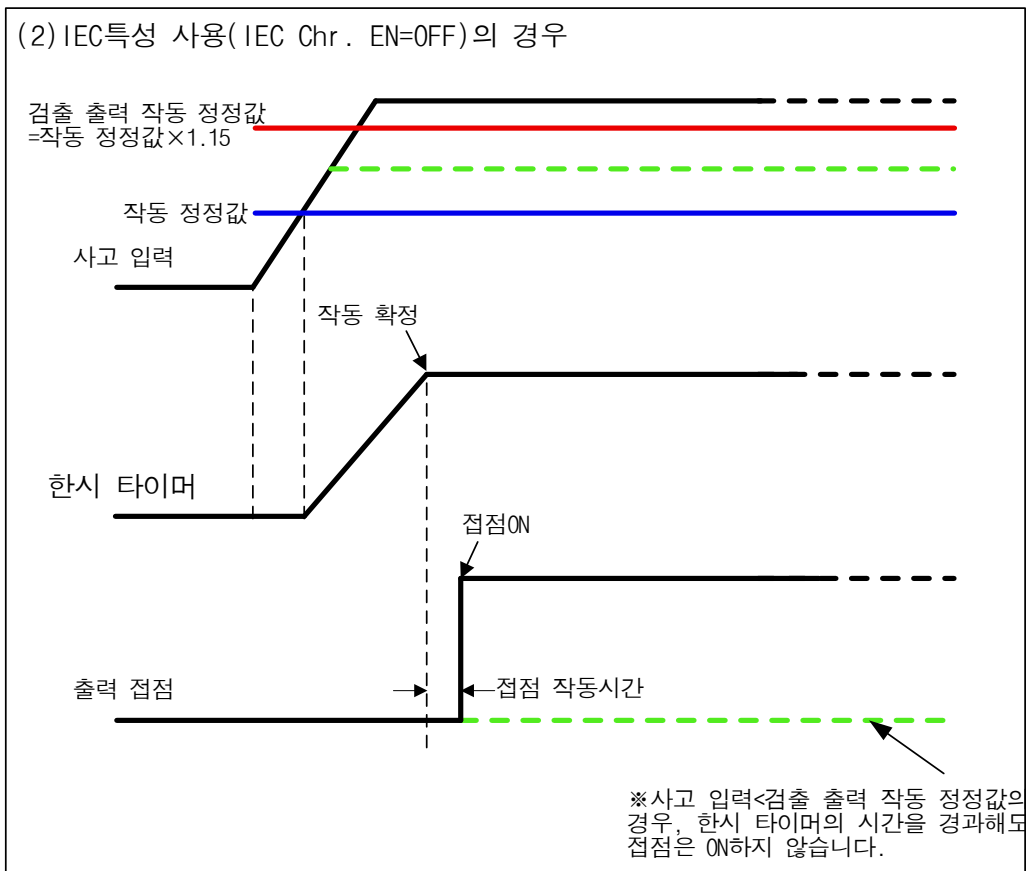 (2)IEC특성 사용(IEC Chr. EN=OFF)의 경우
검출 출력 작동 정정값
=작동 정정값×1.15
작동 정정값
사고 입력
작동 확정
한시 타이머
접점ON
출력 접점
접점 작동시간
※사고 입력<검출 출력 작동 정정값의
경우, 한시 타이머의 시간을 경과해도
접점은 ON하지 않습니다.